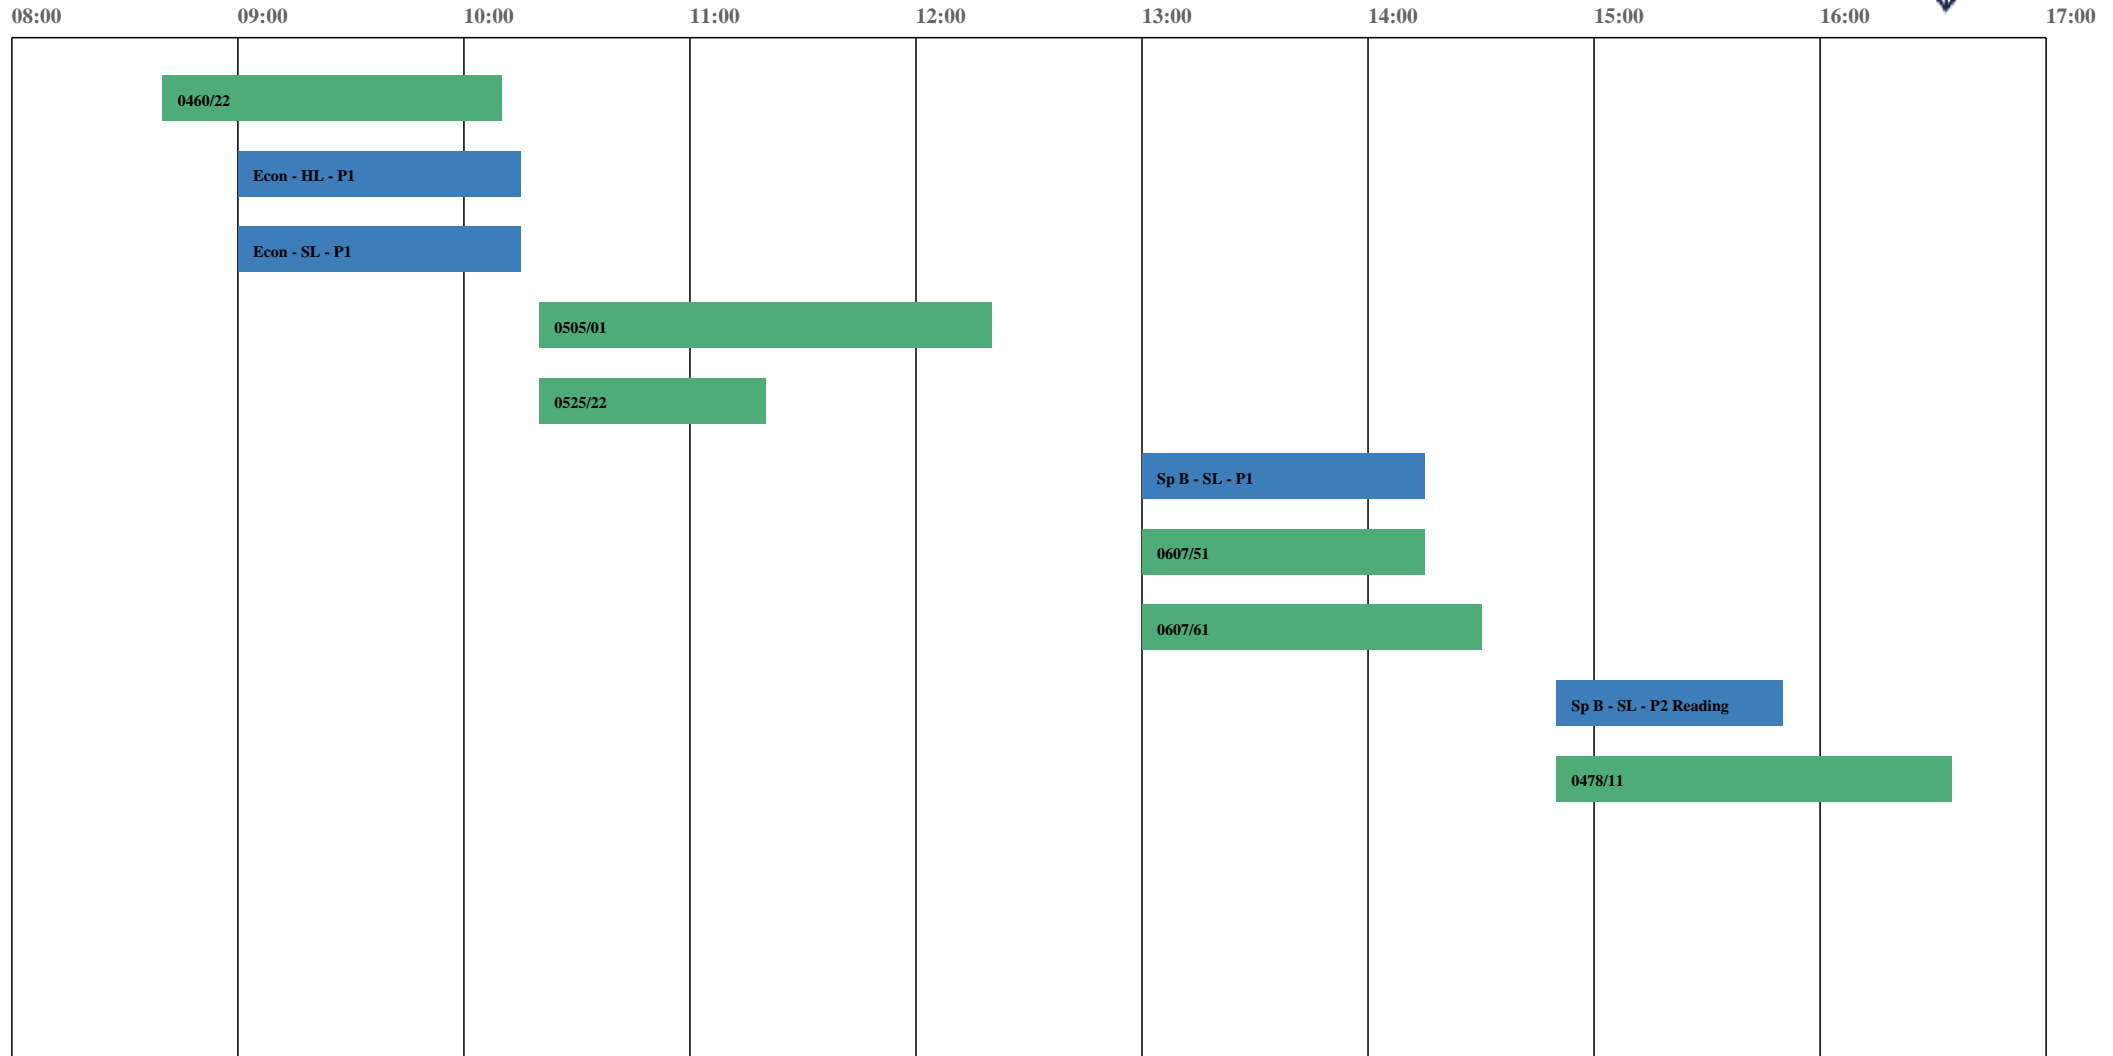 08:00 09:00 10:00 11:00 12:00 13:00 14:00 15:00 16:00 17:00
0460/22
Econ - HL - P1
Econ - SL - P1
0505/01
0525/22
Sp B - SL - P1
0607/51
0607/61
Sp B - SL - P2 Reading
0478/11